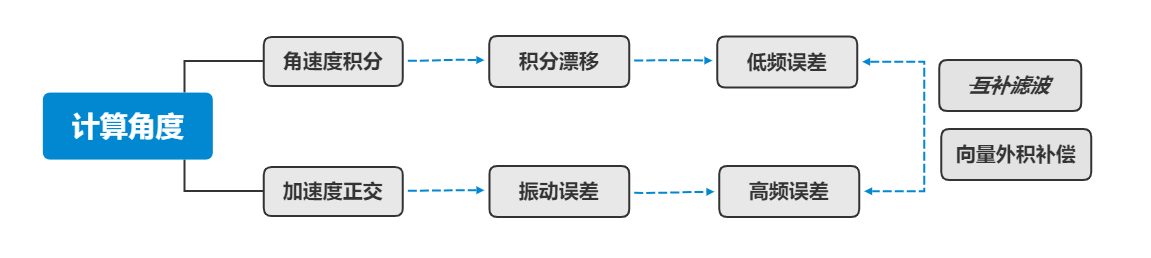 计算角度
角速度积分
积分漂移
低频误差
互补滤波
向量外积补偿
加速度正交
振动误差
高频误差